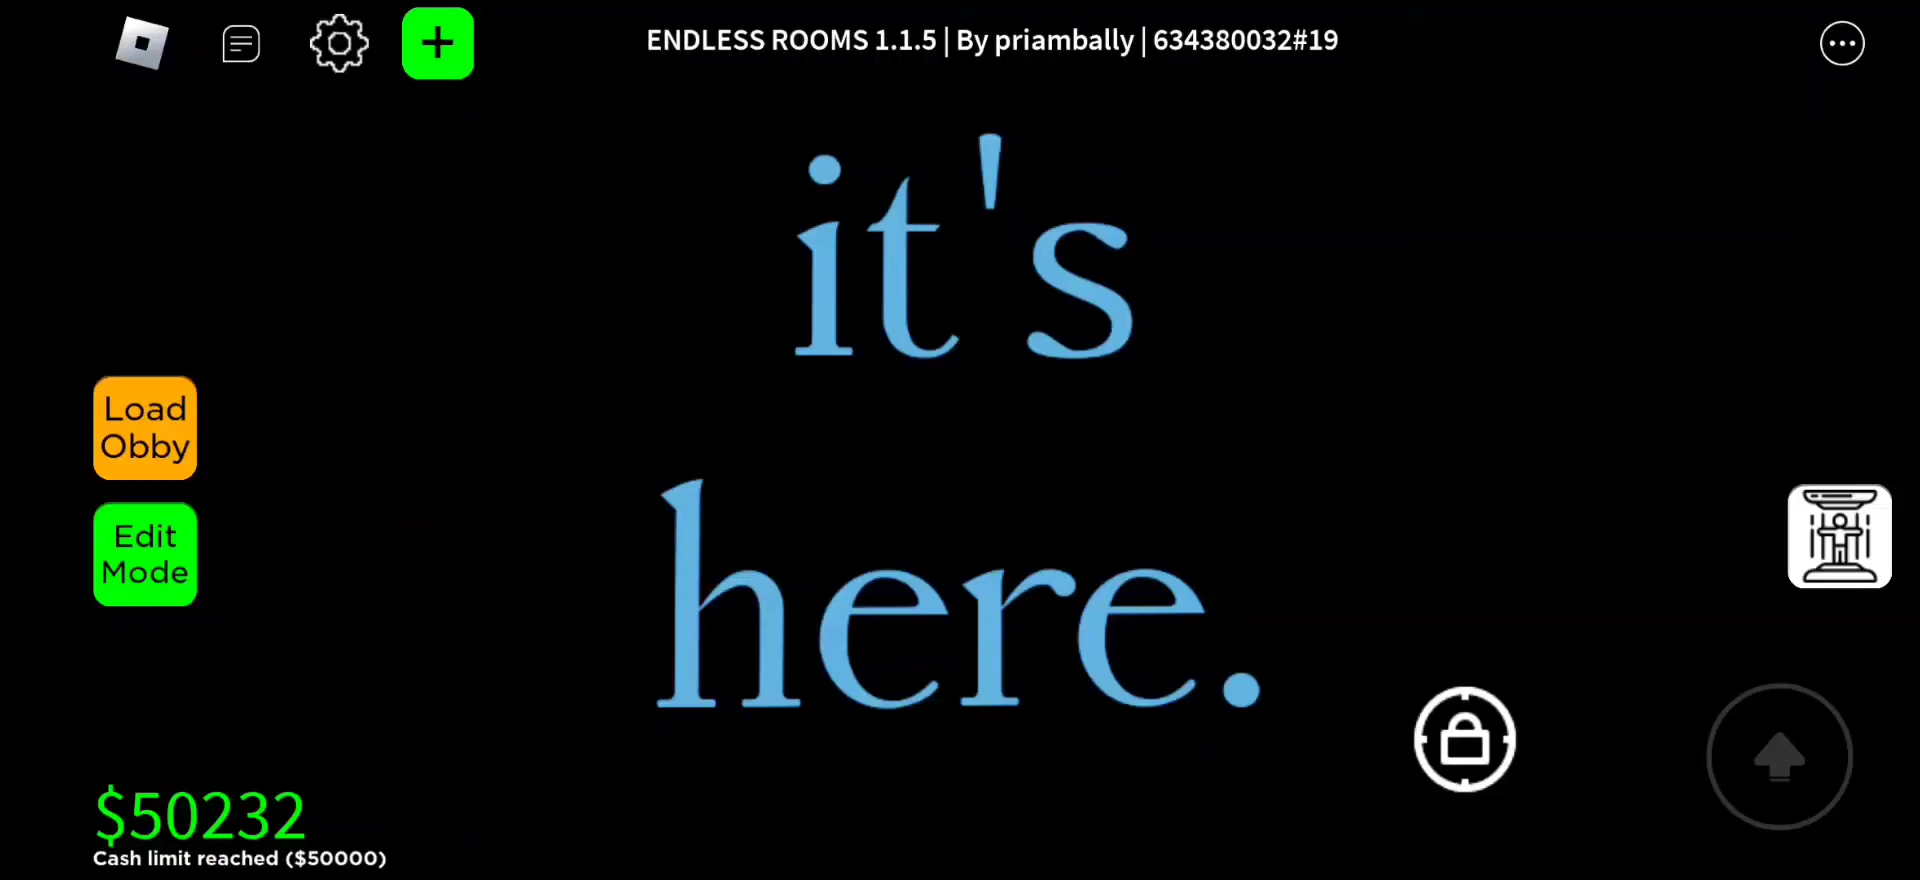 ENDLESS ROOMS 1.1.5 | By priambally | 634380032#19
it's
here.
Load
Obby
Edit
Mode
$50232
Cash limit reached ($50000)